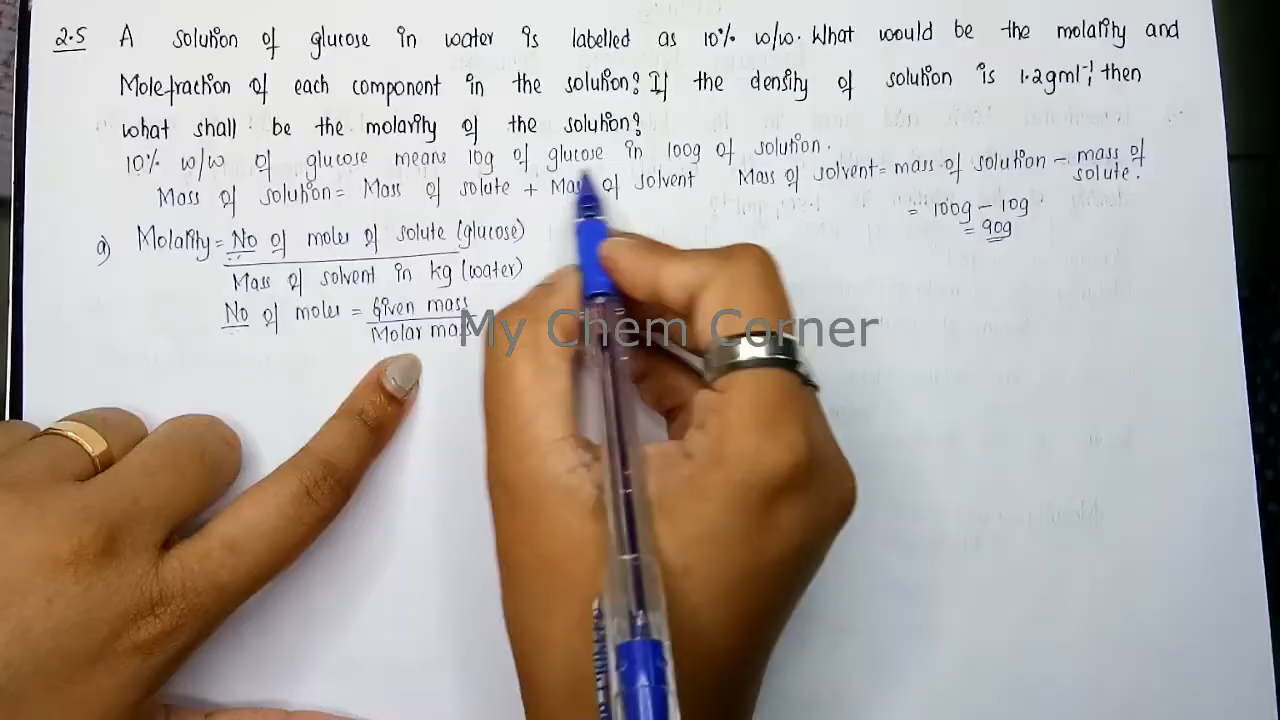 2.5 A solution of glucose in water is labelled as 10% w/w. What would be the molality and
Molefraction of each component in the solution? If the density of solution is 1.2gml⁻¹, then
what shall be the molarity of the solution?
10% w/w of glucose means 10g of glucose in 100g of solution.
Mass of solution = Mass of solute + Mass of solvent
Mass of solvent = mass of solution - mass of solute.
= 100g - 10g
= 90g
a) Molality = No of moles of solute (glucose)
Mass of solvent in kg (water)
No of moles = Given mass
Molar mas
My Chem Corner